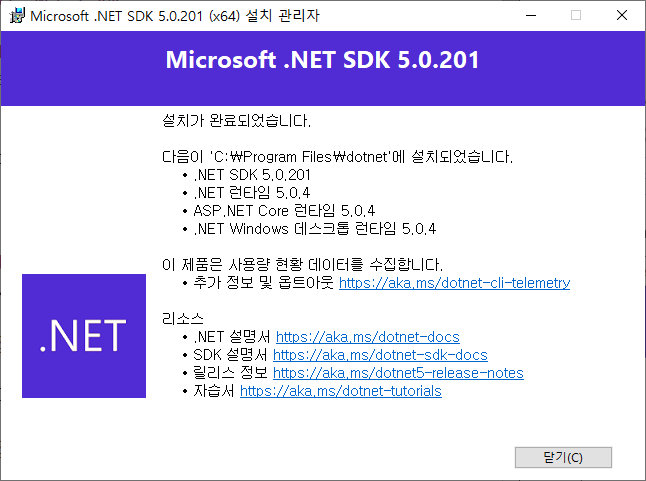 Microsoft .NET SDK 5.0.201 (x64) 설치 관리자
Microsoft .NET SDK 5.0.201
설치가 완료되었습니다.
다음이 'C:₩Program Files₩dotnet'에 설치되었습니다.
• .NET SDK 5.0.201
• .NET 런타임 5.0.4
• ASP.NET Core 런타임 5.0.4
• .NET Windows 데스크톱 런타임 5.0.4
이 제품은 사용량 현황 데이터를 수집합니다.
• 추가 정보 및 옵트아웃 https://aka.ms/dotnet-cli-telemetry
리소스
• .NET 설명서 https://aka.ms/dotnet-docs
• SDK 설명서 https://aka.ms/dotnet-sdk-docs
• 릴리스 정보 https://aka.ms/dotnet5-release-notes
• 자습서 https://aka.ms/dotnet-tutorials
.NET
닫기(C)